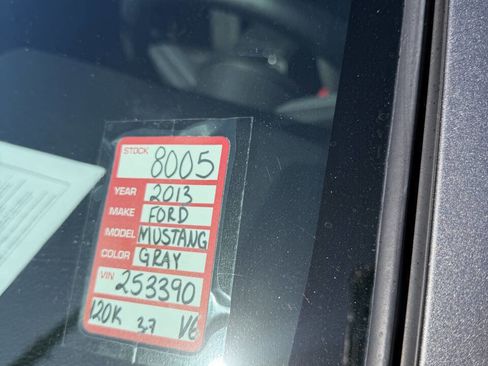 STOCK 8005
YEAR 2013
MAKE FORD
MODEL MUSTANG
COLOR GRAY
VIN 253390
120K 3.7 V6